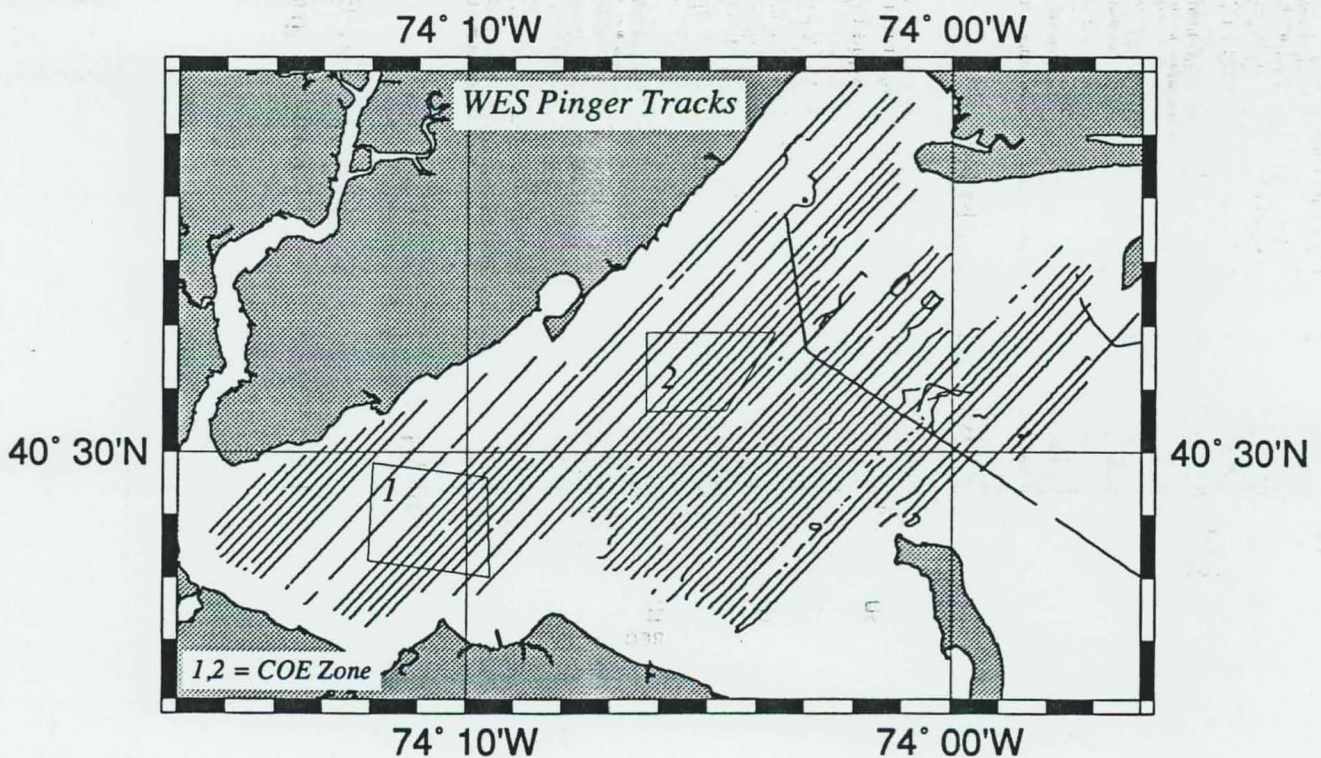 74° 10'W 74° 00'W
WES Pinger Tracks
2
40° 30'N 40° 30'N
1
1,2 = COE Zone
74° 10'W 74° 00'W